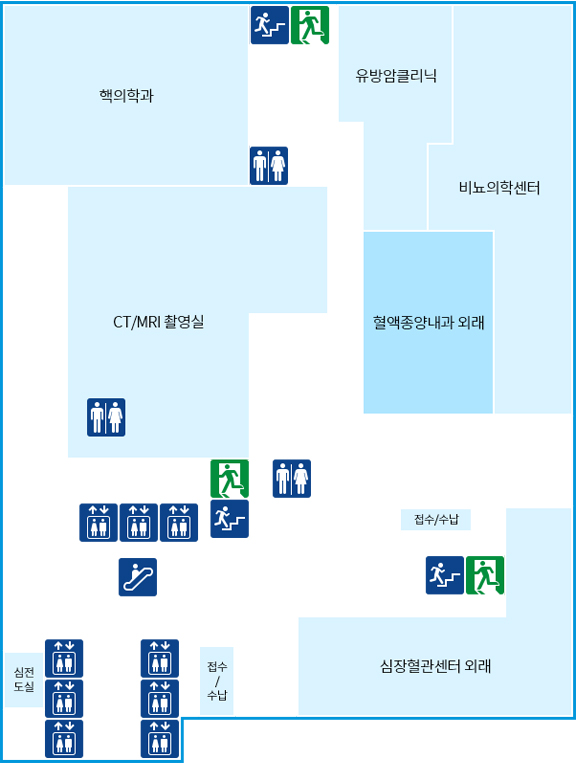 유방암클리닉
핵의학과
비뇨의학센터
CT/MRI 촬영실
혈액종양내과 외래
접수/수납
심장혈관센터 외래
심전
도실
접수
/
수납